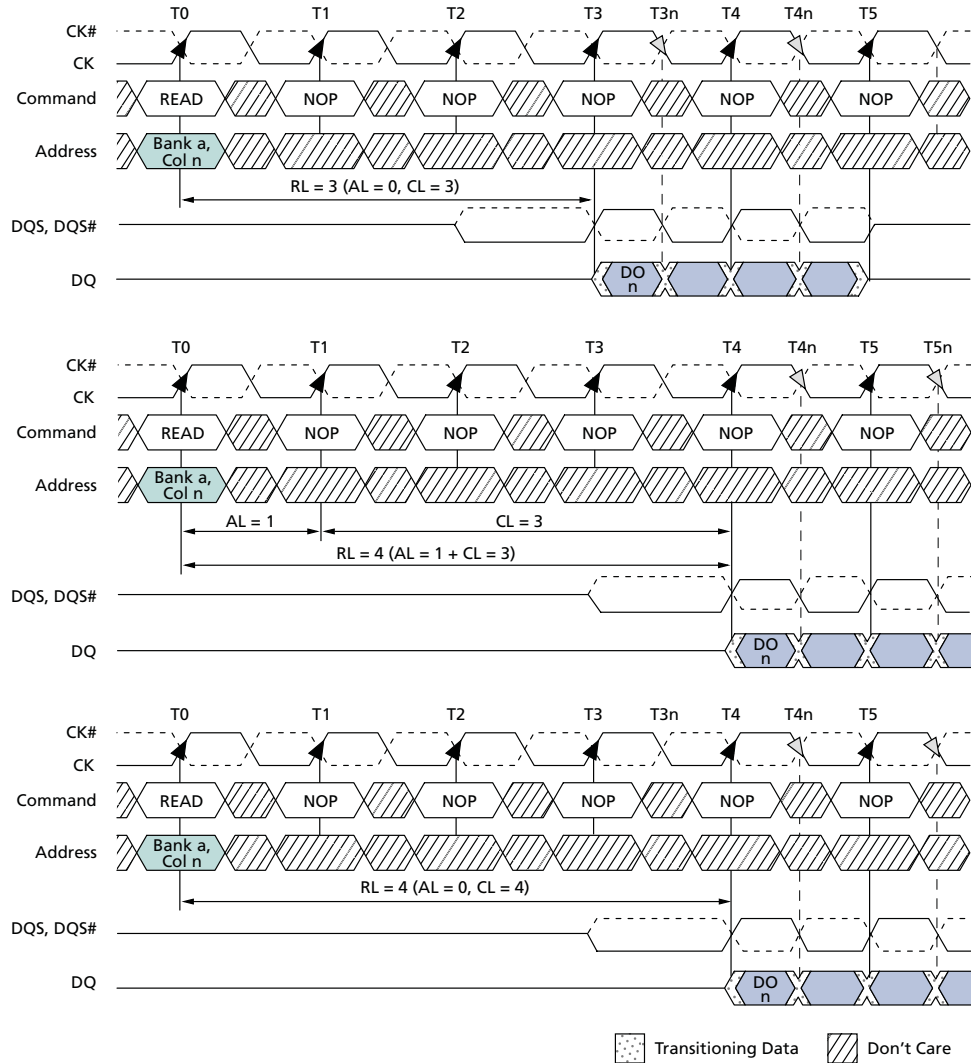 T0 T1 T2 T3 T3n T4 T4n T5
CK#
CK
Command READ NOP NOP NOP NOP NOP
Address Bank a,
Col n
RL = 3 (AL = 0, CL = 3)
DQS, DQS#
DQ DO
n
T0 T1 T2 T3 T4 T4n T5 T5n
CK#
CK
Command READ NOP NOP NOP NOP NOP
Address Bank a,
Col n
AL = 1 CL = 3
RL = 4 (AL = 1 + CL = 3)
DQS, DQS#
DQ DO
n
T0 T1 T2 T3 T3n T4 T4n T5
CK#
CK
Command READ NOP NOP NOP NOP NOP
Address Bank a,
Col n
RL = 4 (AL = 0, CL = 4)
DQS, DQS#
DQ DO
n
Transitioning Data Don't Care